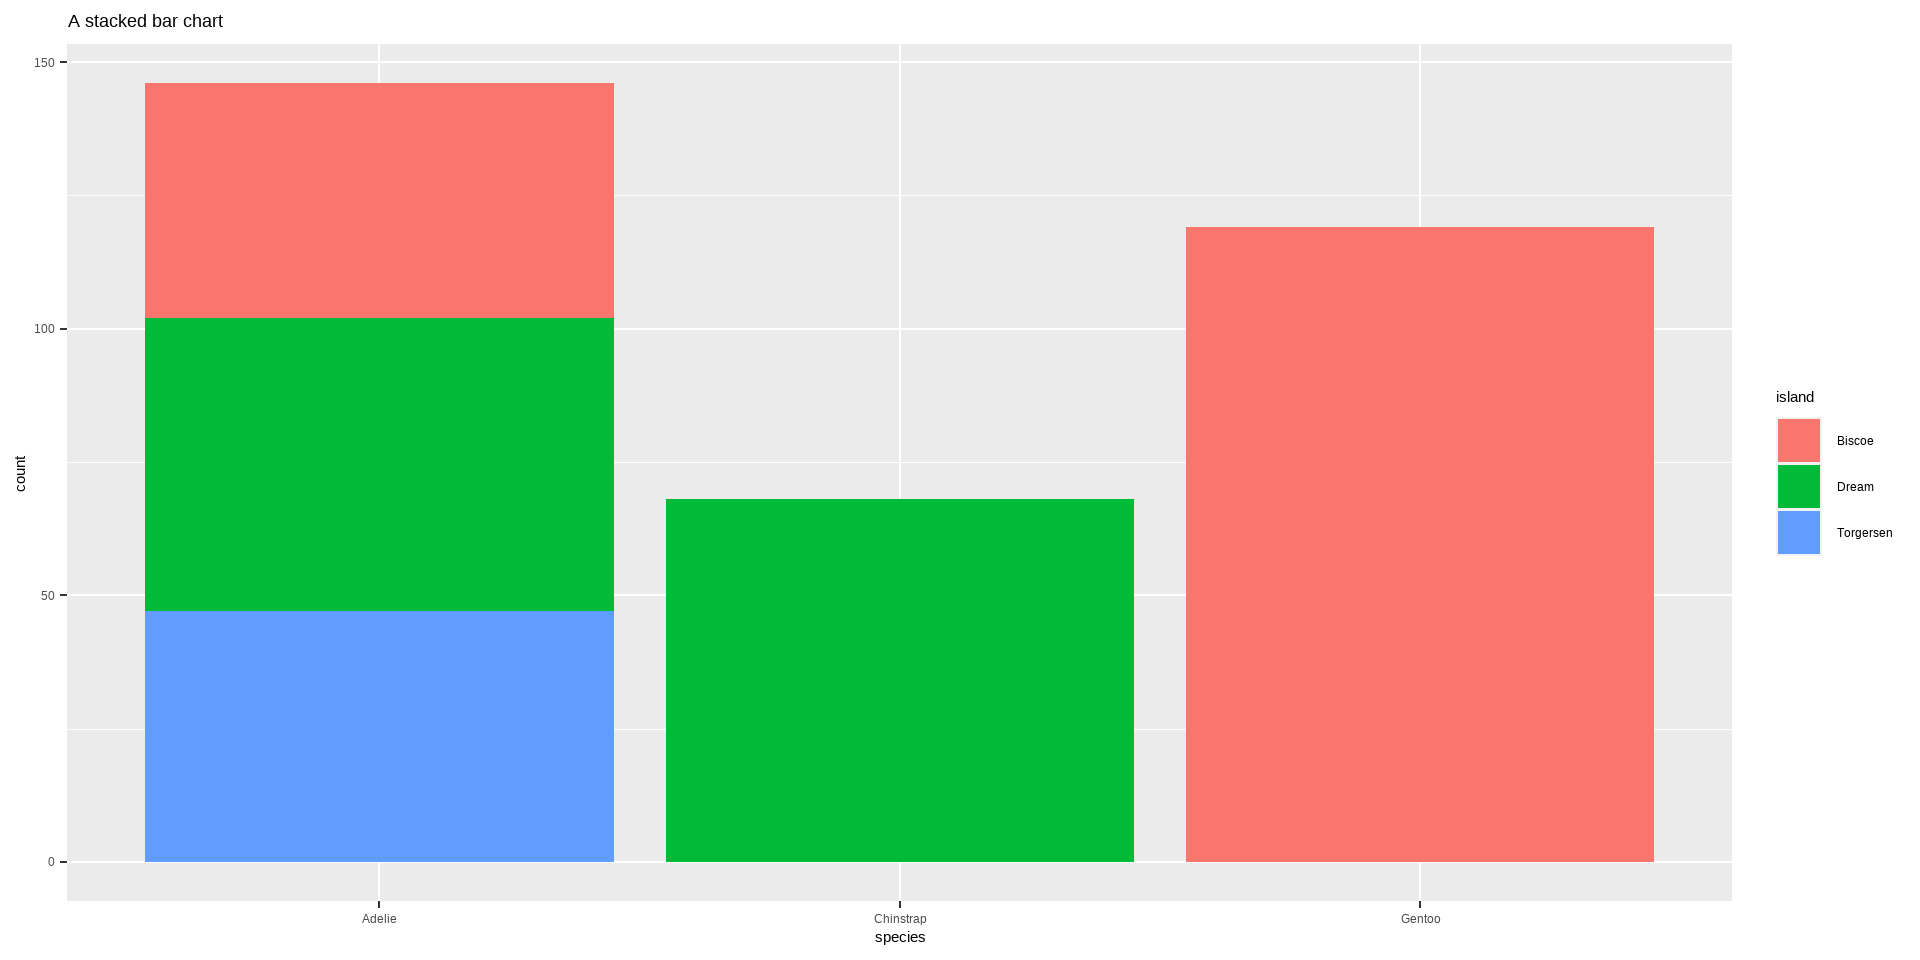 A stacked bar chart
150
100
50
0
count
Adelie
Chinstrap
Gentoo
species
island
Biscoe
Dream
Torgersen